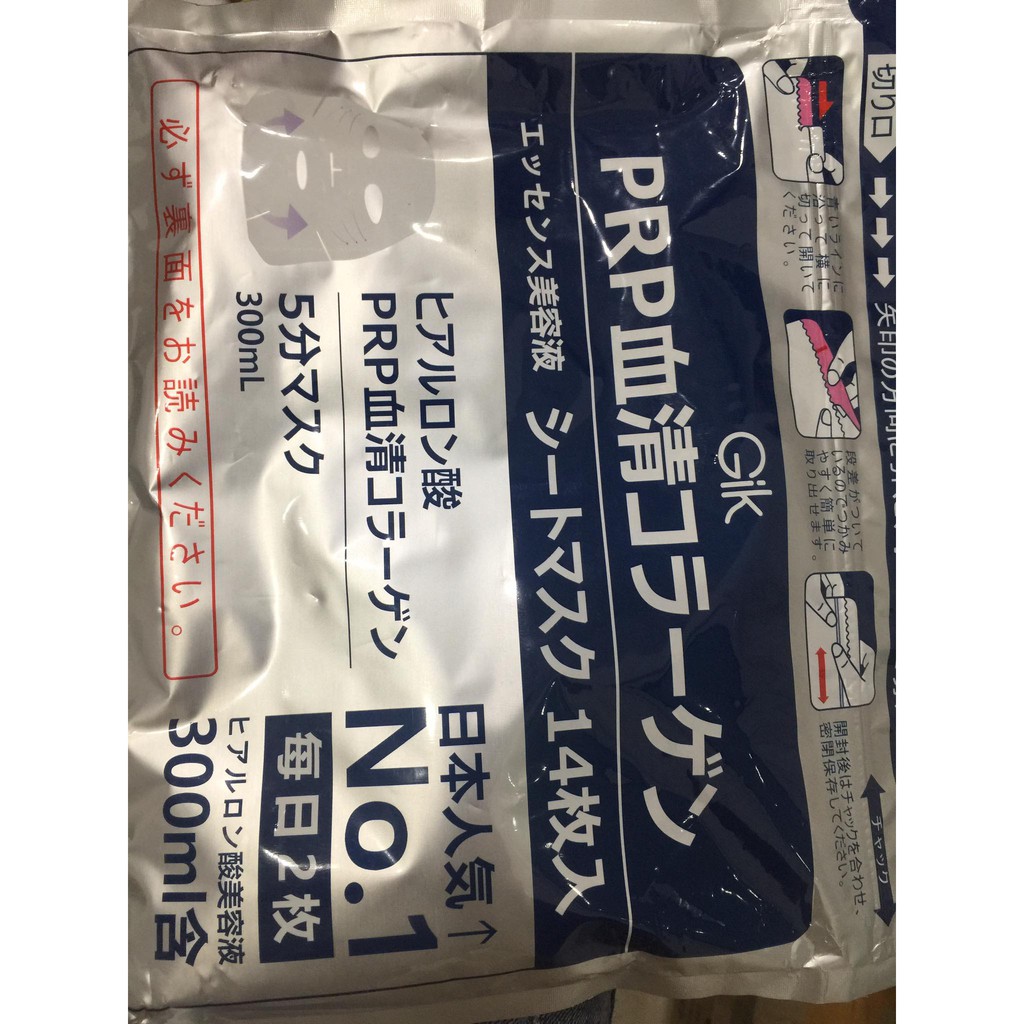 切り口
青いラインに
沿って横に
切って開いて
ください。
段差がついて
いるのでつかみ
やすく簡単に
取り出せます。
チャック
開封後はチャックを合わせ、
密閉保存してください。
Gik
PRP血清コラーゲン
エッセンス美容液 シートマスク 14枚入
ヒアルロン酸
PRP血清コラーゲン
5分マスク
300mL
日本人気↑
No.1
毎日2枚
ヒアルロン酸美容液
300ml含
必ず裏面をお読みください。